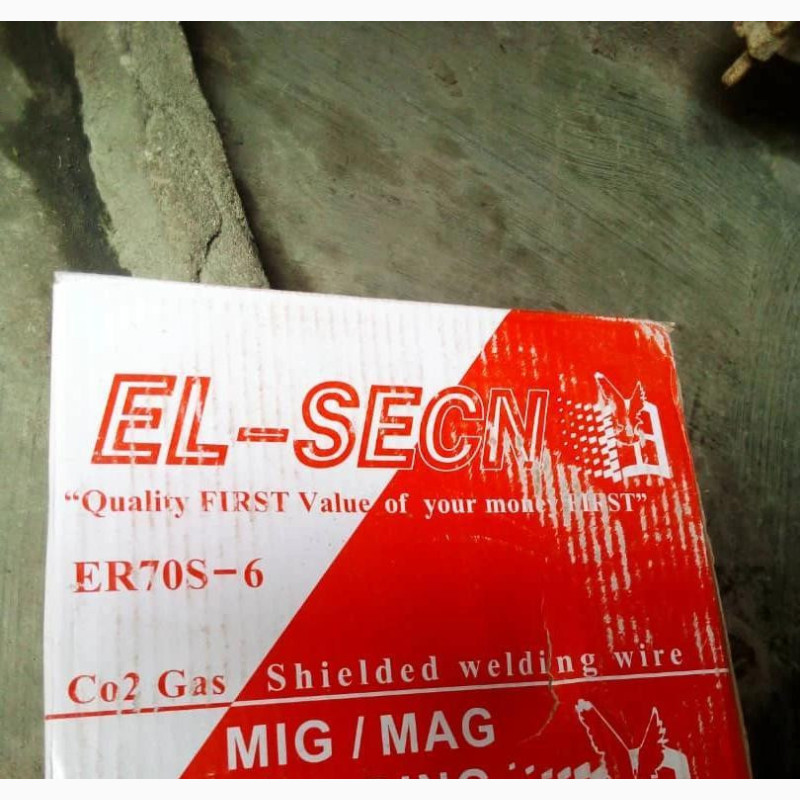 EL-SECN
"Quality FIRST Value of your money FIRST"
ER70S-6
Co2 Gas Shielded welding wire
MIG / MAG